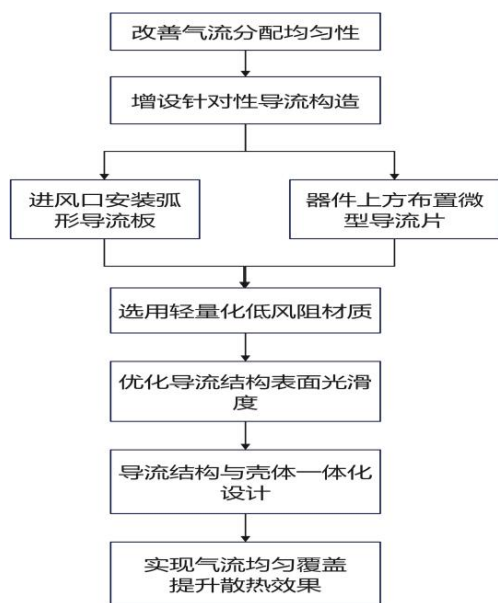 改善气流分配均匀性
增设针对性导流构造
进风口安装弧
形导流板
器件上方布置微
型导流片
选用轻量化低风阻材质
优化导流结构表面光滑
度
导流结构与壳体一体化
设计
实现气流均匀覆盖
提升散热效果